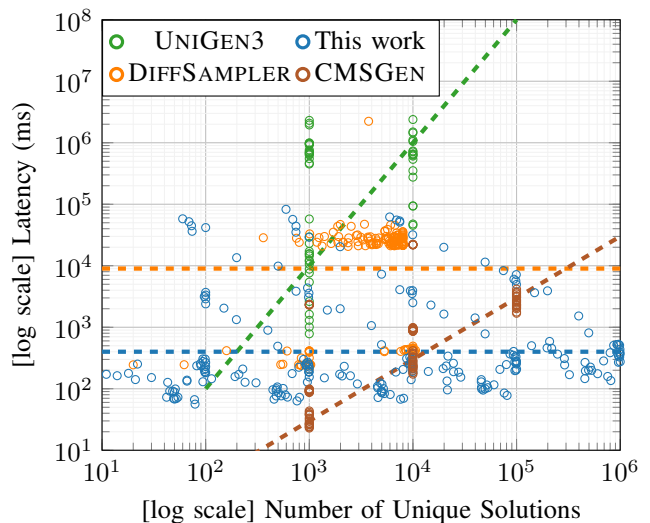 10^8
10^7
10^6
10^5
10^4
10^3
10^2
10^1
[log scale] Latency (ms)
UNIGEN3
This work
DIFFSAMPLER
CMSGEN
10^1 10^2 10^3 10^4 10^5 10^6
[log scale] Number of Unique Solutions